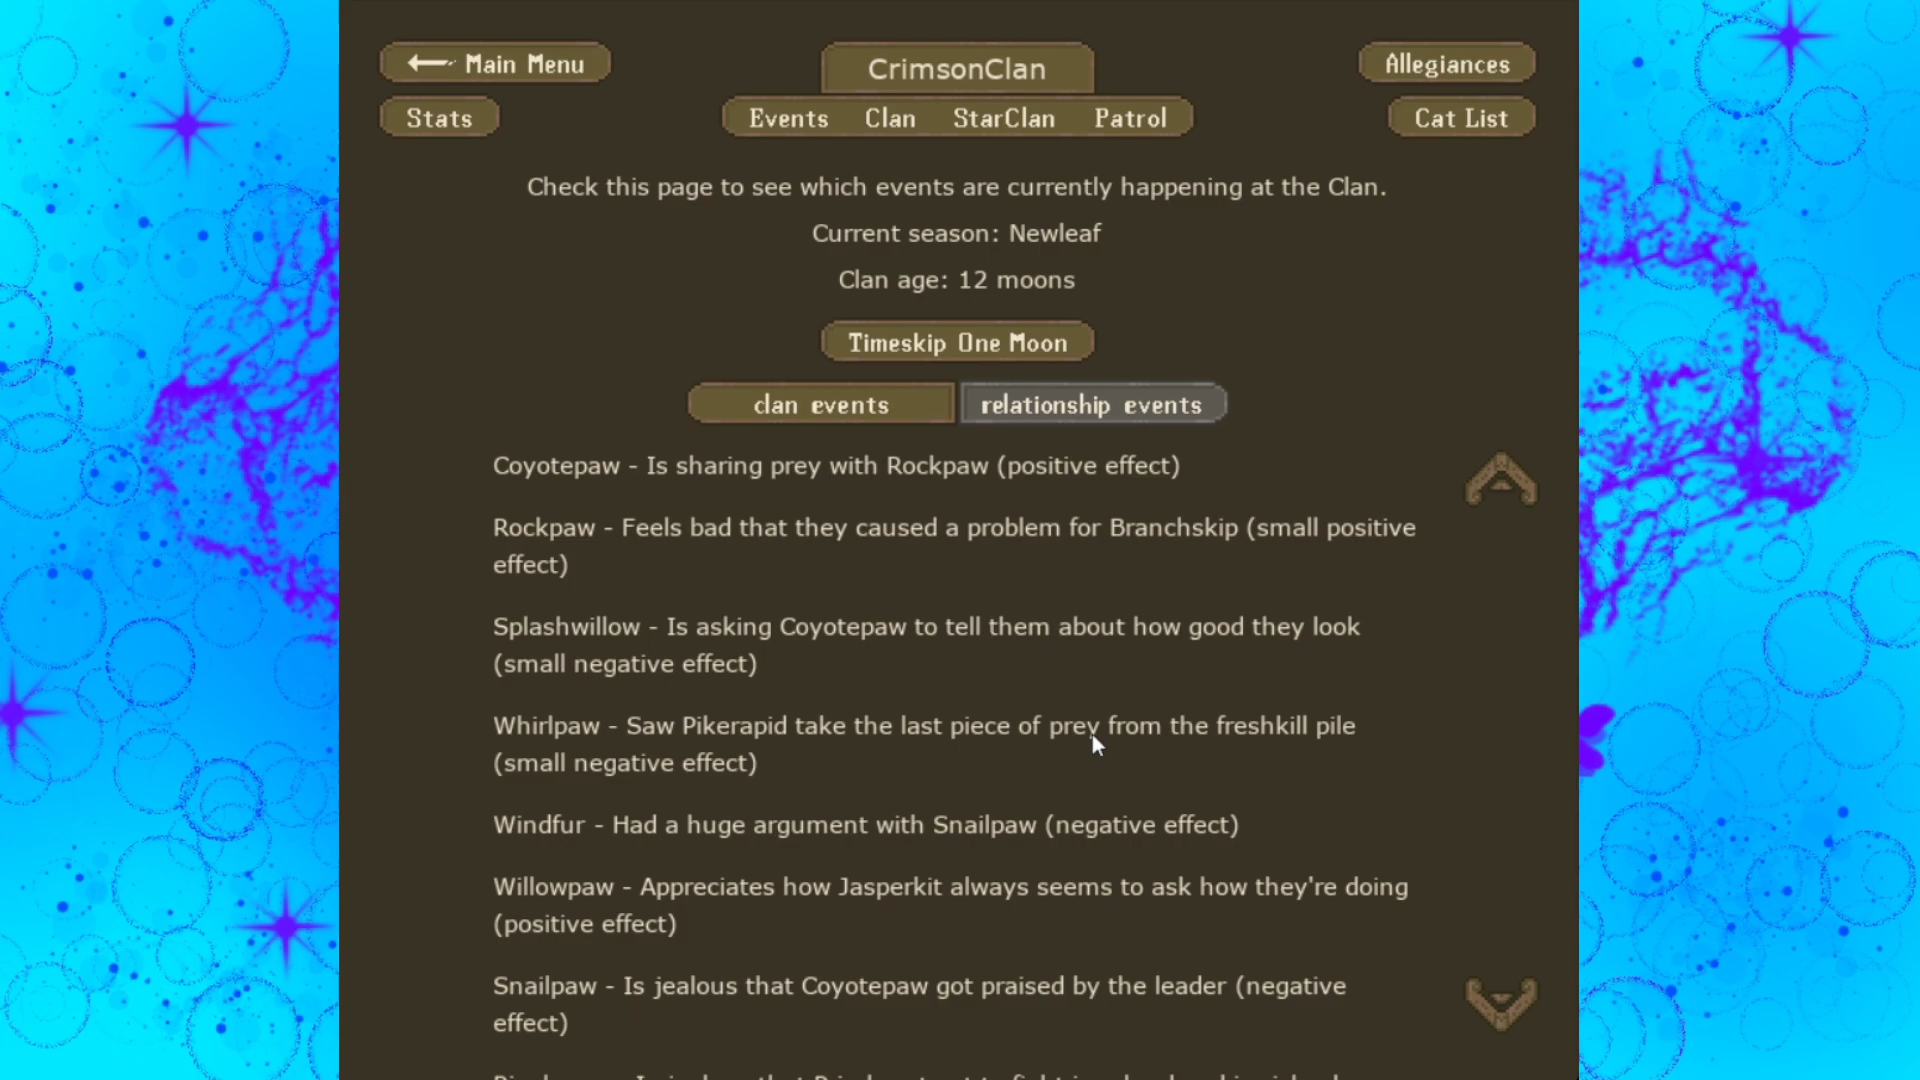 Main Menu
CrimsonClan
Allegiances
Stats
Events Clan StarClan Patrol
Cat List
Check this page to see which events are currently happening at the Clan.
Current season: Newleaf
Clan age: 12 moons
Timeskip One Moon
clan events
relationship events
Coyotepaw - Is sharing prey with Rockpaw (positive effect)
Rockpaw - Feels bad that they caused a problem for Branchskip (small positive
effect)
Splashwillow - Is asking Coyotepaw to tell them about how good they look
(small negative effect)
Whirlpaw - Saw Pikerapid take the last piece of prey from the freshkill pile
(small negative effect)
Windfur - Had a huge argument with Snailpaw (negative effect)
Willowpaw - Appreciates how Jasperkit always seems to ask how they're doing
(positive effect)
Snailpaw - Is jealous that Coyotepaw got praised by the leader (negative
effect)